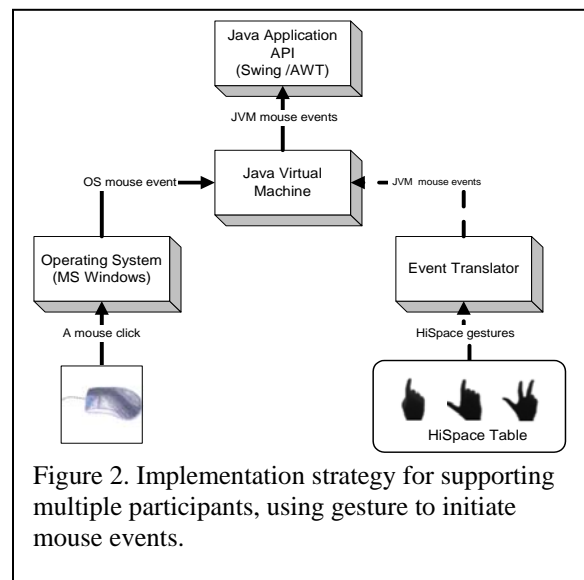 Java Application
API
(Swing /AWT)
JVM mouse events
OS mouse event
Java Virtual
Machine
JVM mouse events
Operating System
(MS Windows)
Event Translator
A mouse click
HiSpace gestures
HiSpace Table
Figure 2. Implementation strategy for supporting
multiple participants, using gesture to initiate
mouse events.